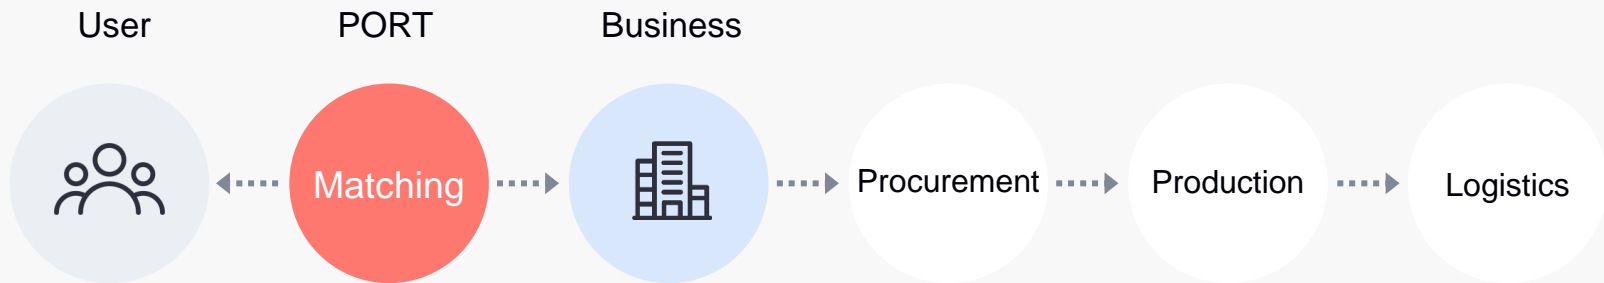 User
PORT
Business
Matching
Procurement
Production
Logistics